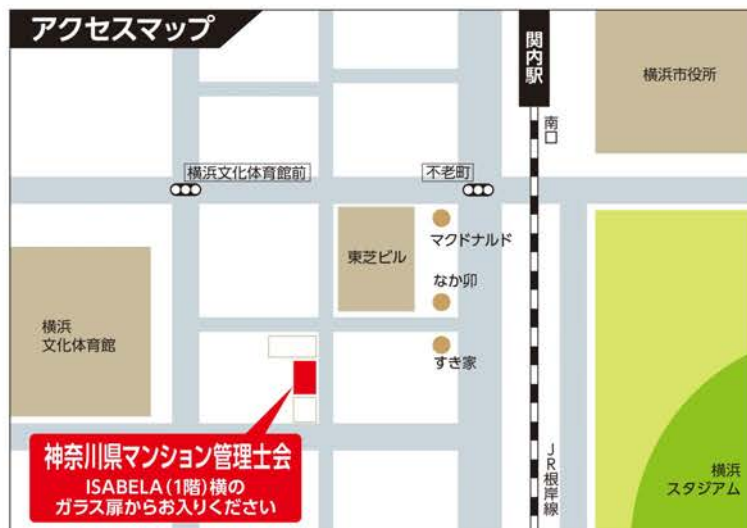 アクセスマップ
関内駅
横浜市役所
南口
横浜文化体育館前
不老町
マクドナルド
東芝ビル
なか卯
横浜
文化体育館
すき家
神奈川県マンション管理士会
ISABELA(1階)横の
ガラス扉からお入りください
JR根岸線
横浜
スタジアム